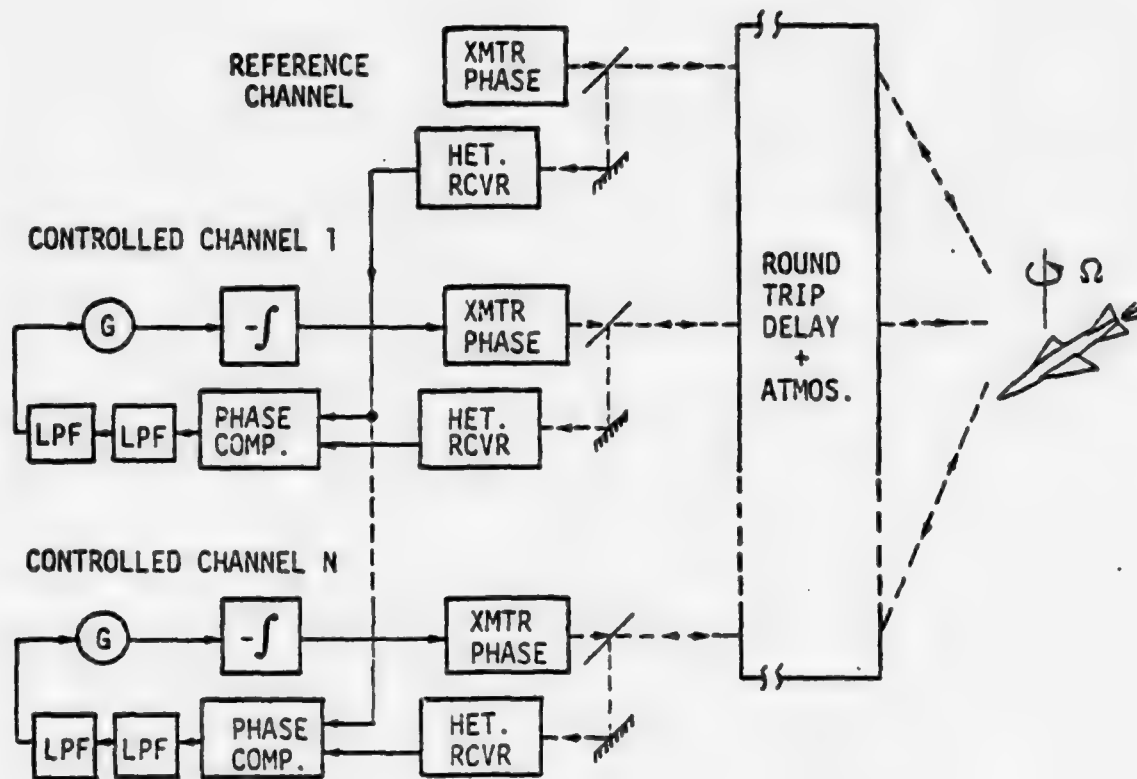 REFERENCE
CHANNEL
XMTR
PHASE
HET.
RCVR
CONTROLLED CHANNEL 1
G
-∫
XMTR
PHASE
LPF
LPF
PHASE
COMP.
HET.
RCVR
ROUND
TRIP
DELAY
+
ATMOS.
Ω
CONTROLLED CHANNEL N
G
-∫
XMTR
PHASE
LPF
LPF
PHASE
COMP.
HET.
RCVR